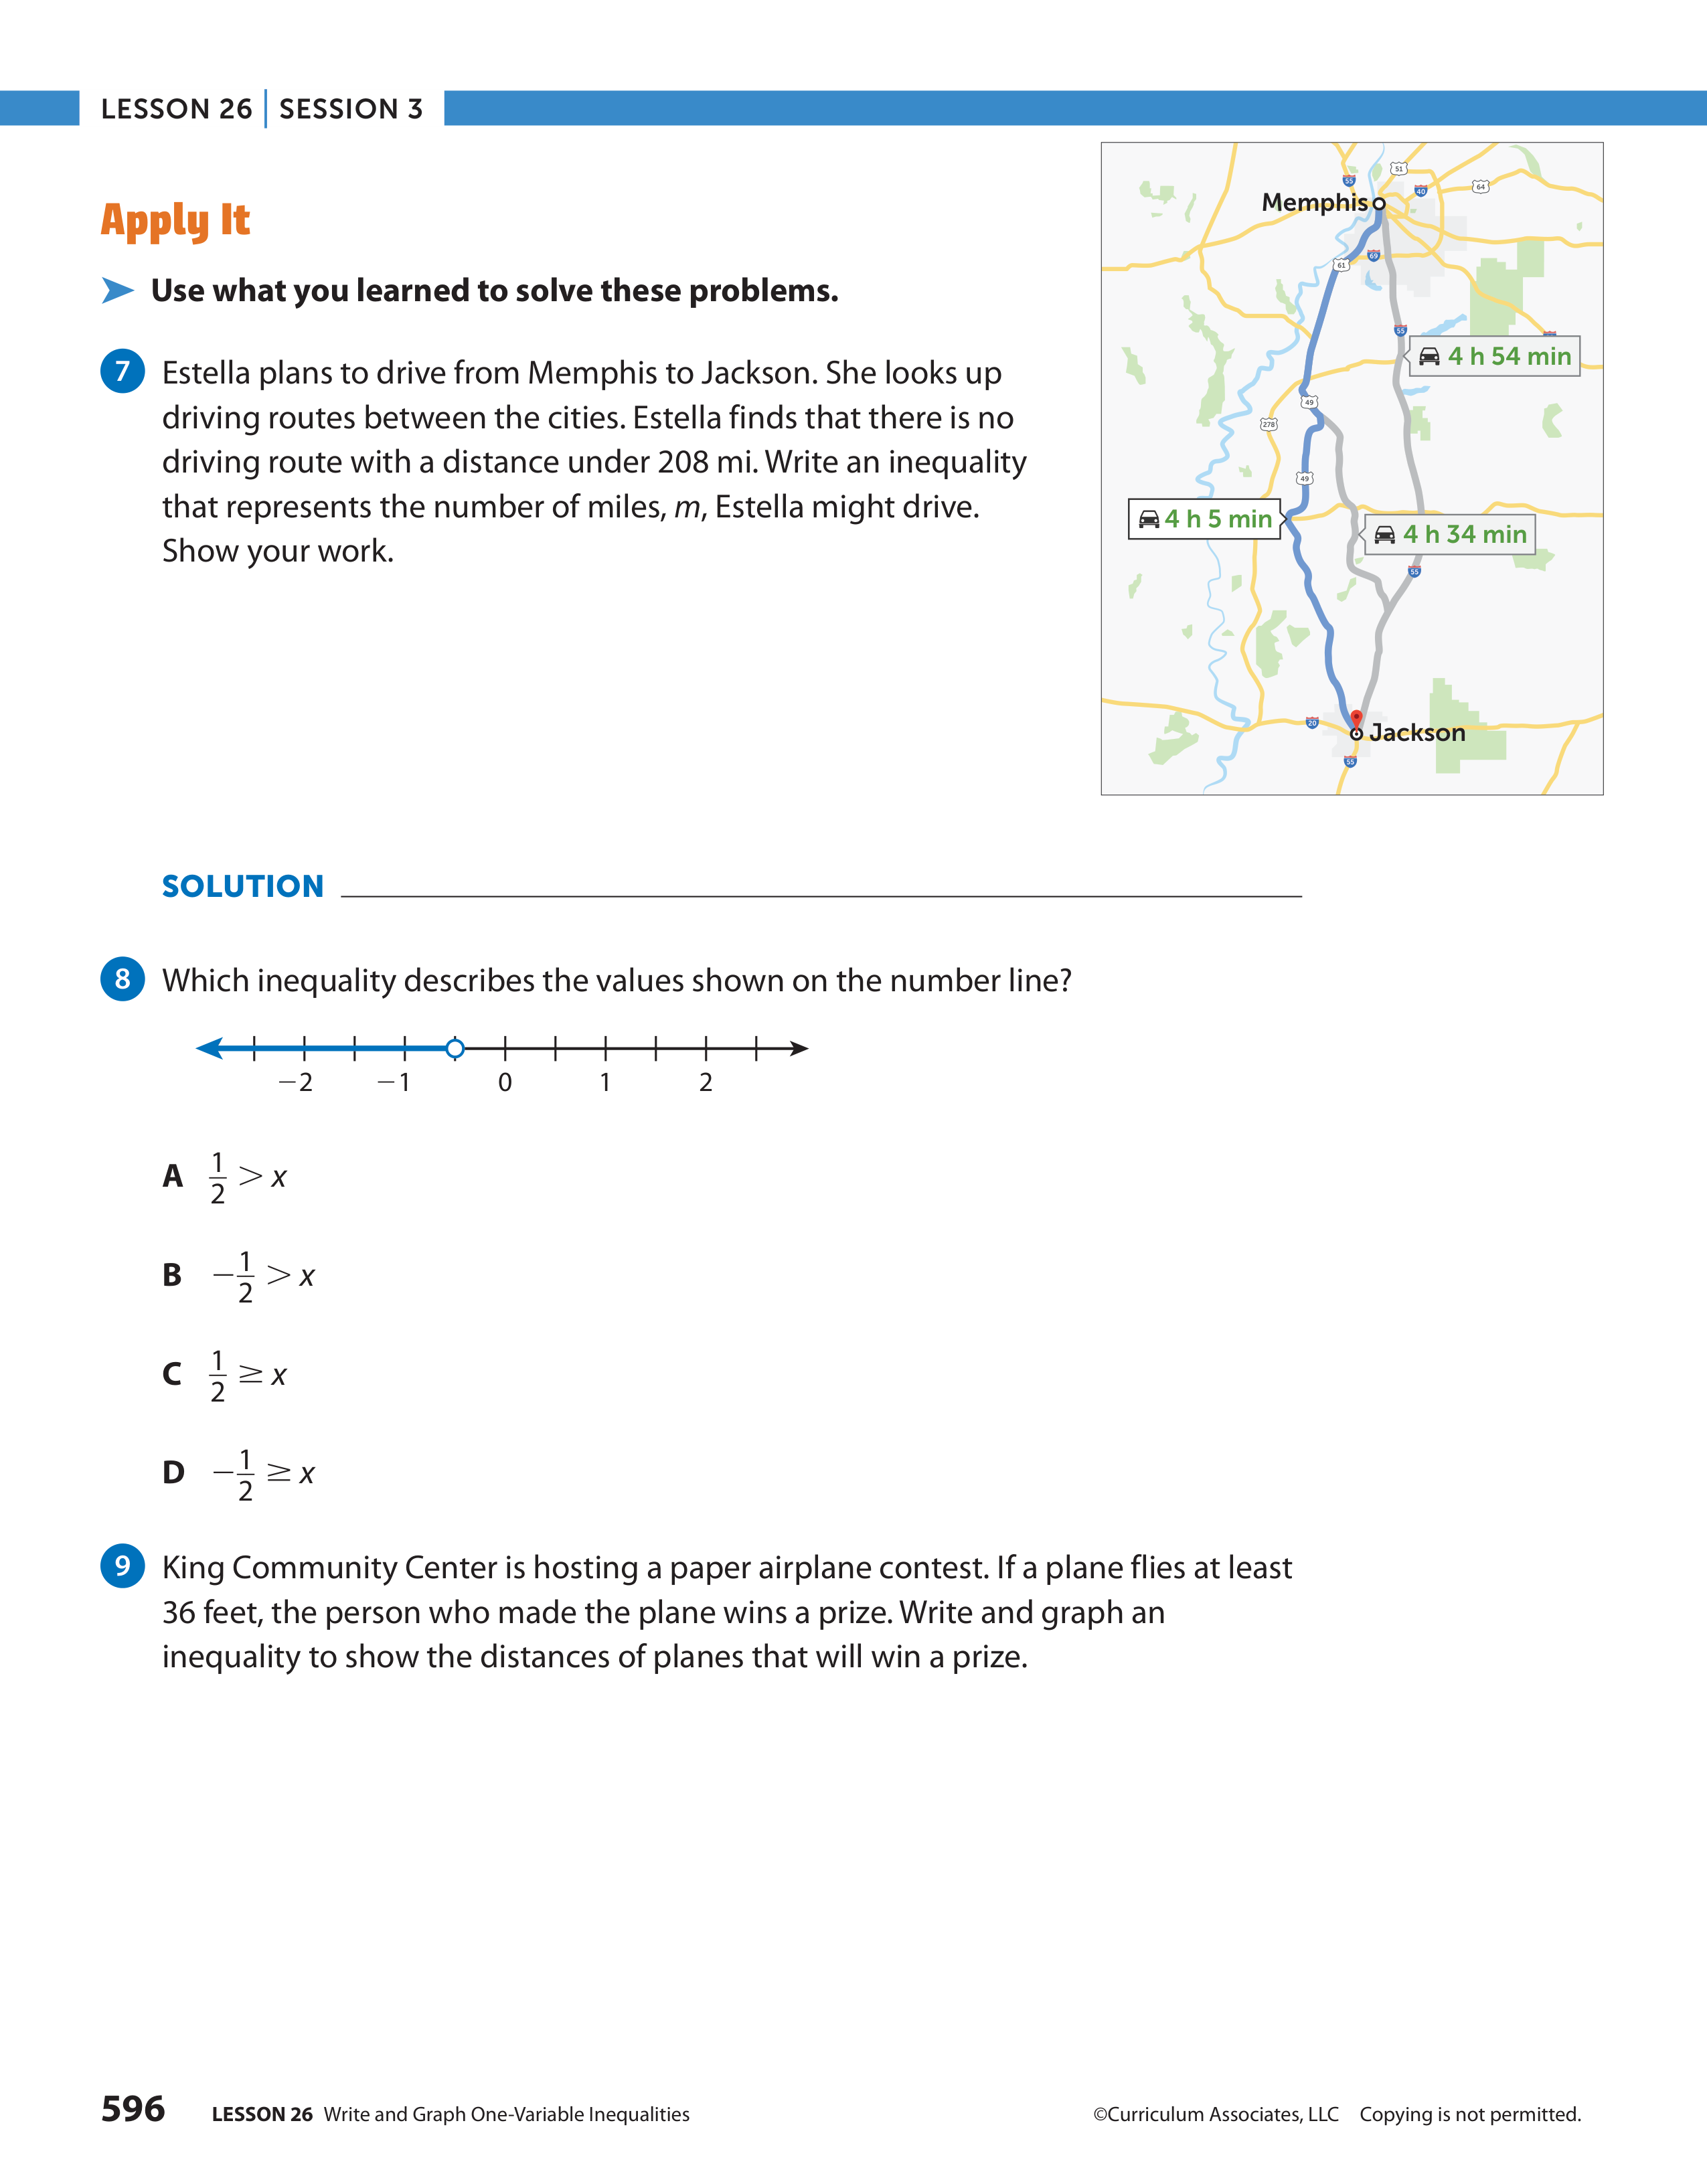 LESSON 26 | SESSION 3
Apply It
Use what you learned to solve these problems.
7 Estella plans to drive from Memphis to Jackson. She looks up
driving routes between the cities. Estella finds that there is no
driving route with a distance under 208 mi. Write an inequality
that represents the number of miles, m, Estella might drive.
Show your work.
51
55
40
64
Memphis
69
61
55
4 h 54 min
49
278
49
4 h 5 min
4 h 34 min
55
20
Jackson
55
SOLUTION
8 Which inequality describes the values shown on the number line?
−2 −1 0 1 2
A 1/2 > x
B −1/2 > x
C 1/2 ≥ x
D −1/2 ≥ x
9 King Community Center is hosting a paper airplane contest. If a plane flies at least
36 feet, the person who made the plane wins a prize. Write and graph an
inequality to show the distances of planes that will win a prize.
596 LESSON 26 Write and Graph One-Variable Inequalities ©Curriculum Associates, LLC Copying is not permitted.